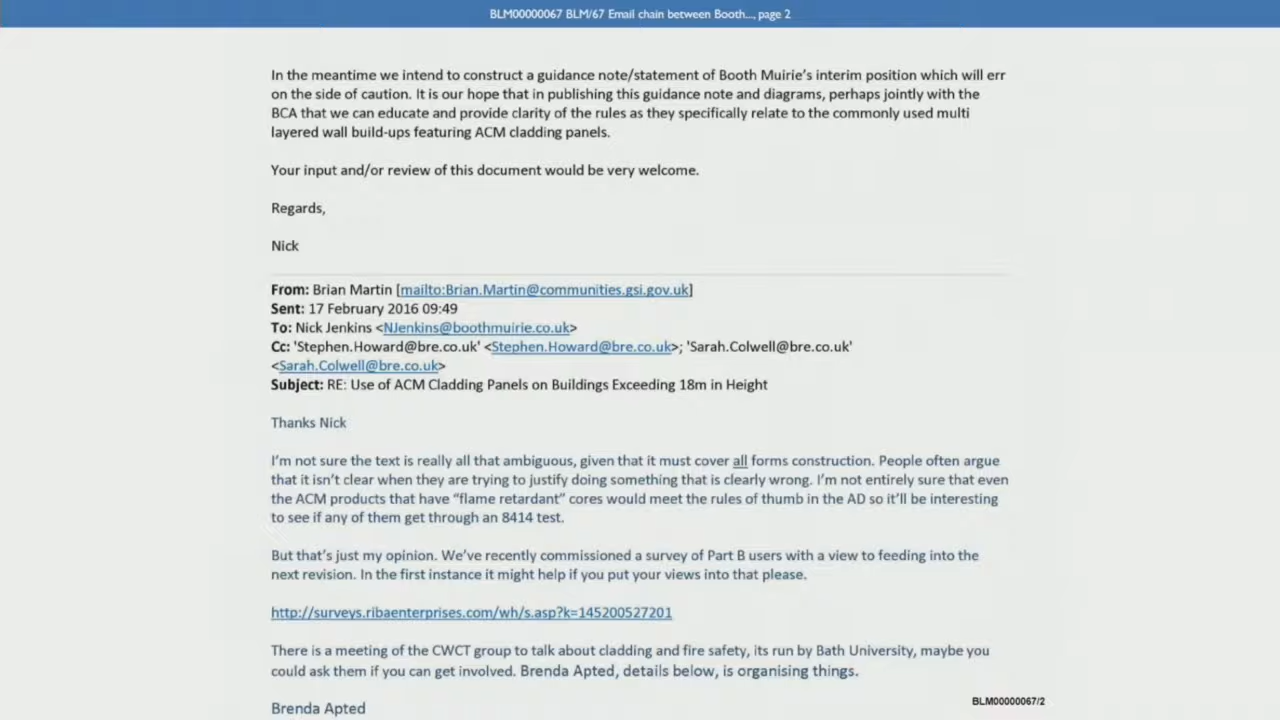 BLM00000067 BLM/67 Email chain between Booth..., page 2
In the meantime we intend to construct a guidance note/statement of Booth Muirie's interim position which will err
on the side of caution. It is our hope that in publishing this guidance note and diagrams, perhaps jointly with the
BCA that we can educate and provide clarity of the rules as they specifically relate to the commonly used multi
layered wall build-ups featuring ACM cladding panels.
Your input and/or review of this document would be very welcome.
Regards,
Nick
From: Brian Martin [mailto:Brian.Martin@communities.gsi.gov.uk]
Sent: 17 February 2016 09:49
To: Nick Jenkins <NJenkins@boothmuirie.co.uk>
Cc: 'Stephen.Howard@bre.co.uk' <Stephen.Howard@bre.co.uk>; 'Sarah.Colwell@bre.co.uk'
<Sarah.Colwell@bre.co.uk>
Subject: RE: Use of ACM Cladding Panels on Buildings Exceeding 18m in Height
Thanks Nick
I'm not sure the text is really all that ambiguous, given that it must cover all forms construction. People often argue
that it isn't clear when they are trying to justify doing something that is clearly wrong. I'm not entirely sure that even
the ACM products that have "flame retardant" cores would meet the rules of thumb in the AD so it'll be interesting
to see if any of them get through an 8414 test.
But that's just my opinion. We've recently commissioned a survey of Part B users with a view to feeding into the
next revision. In the first instance it might help if you put your views into that please.
http://surveys.ribaenterprises.com/wh/s.asp?k=145200527201
There is a meeting of the CWCT group to talk about cladding and fire safety, its run by Bath University, maybe you
could ask them if you can get involved. Brenda Apted, details below, is organising things.
BLM00000067/2
Brenda Apted